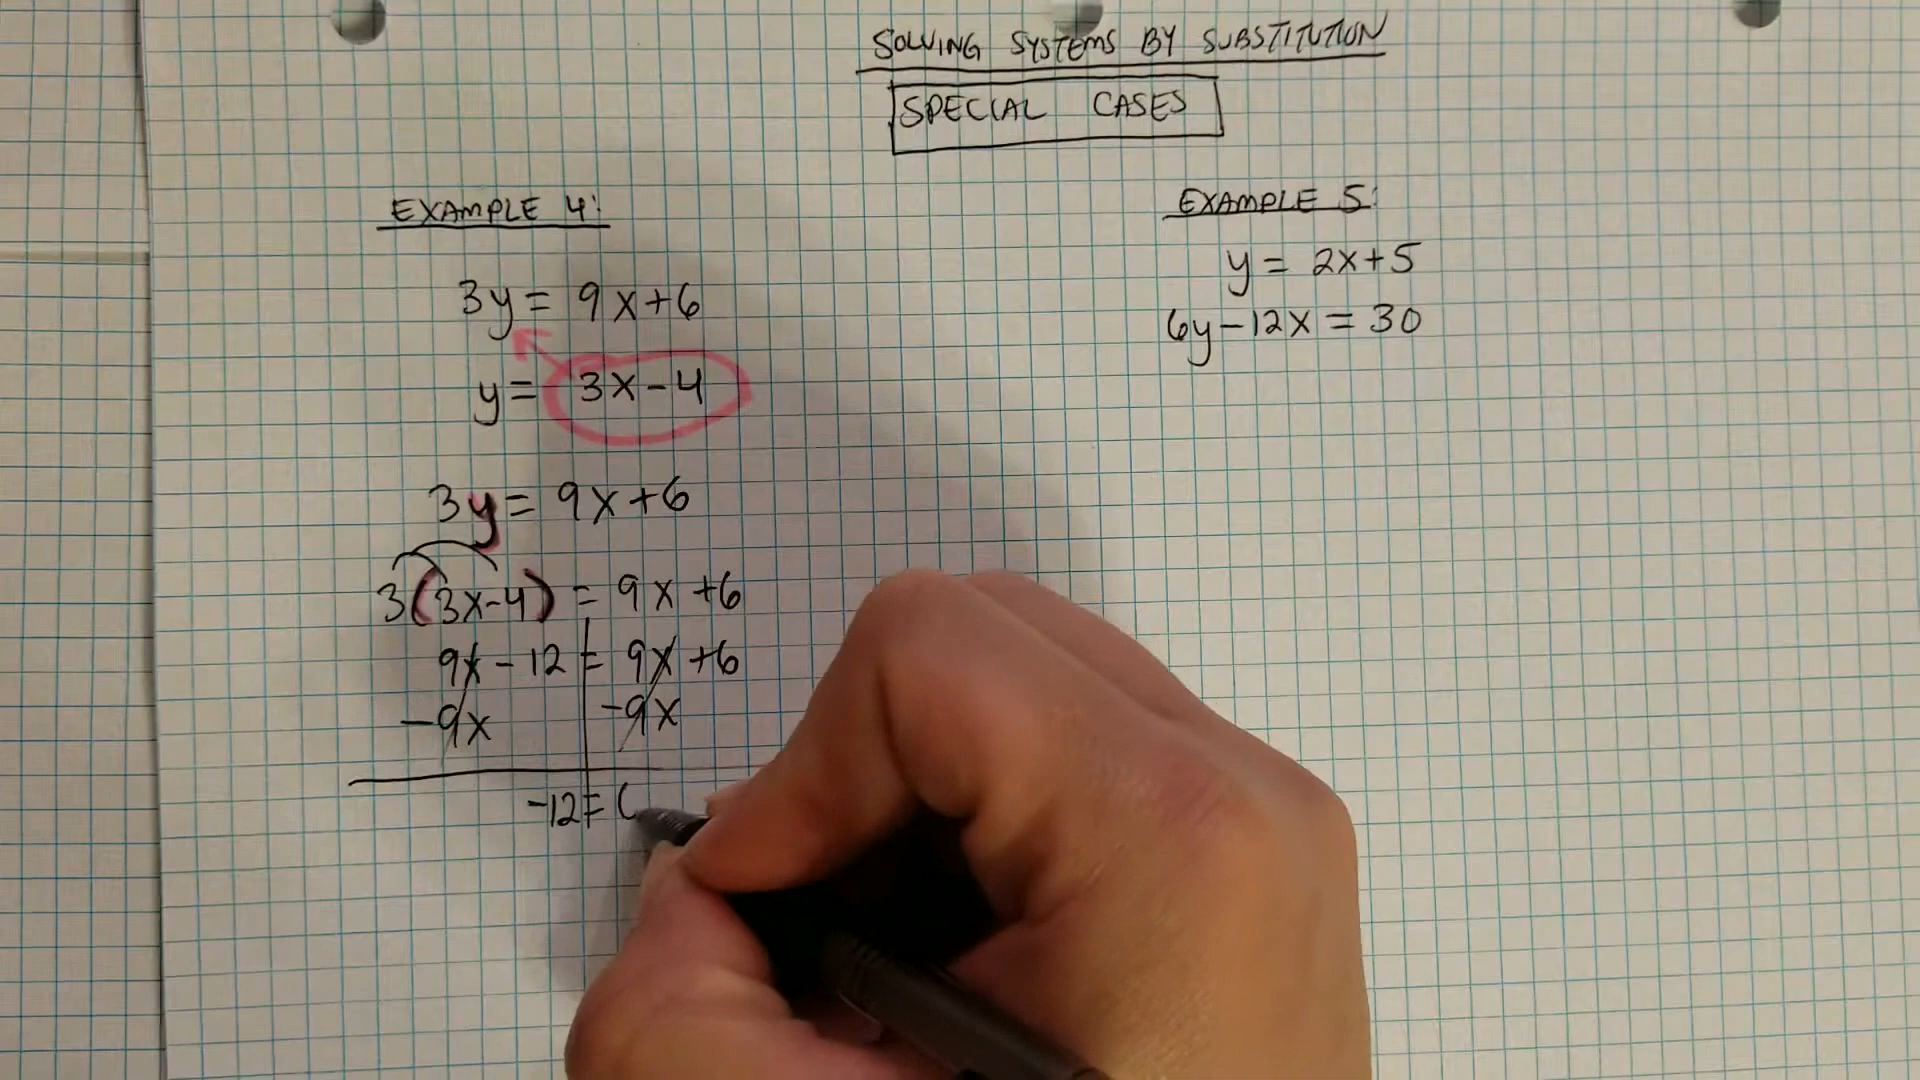 SOLVING SYSTEMS BY SUBSTITUTION
SPECIAL CASES
EXAMPLE 4:
3y = 9x+6
y = 3x-4
3y = 9x+6
3(3x-4) = 9x+6
9x-12 = 9x+6
-9x -9x
-12=
EXAMPLE 5:
y = 2x+5
6y-12x = 30